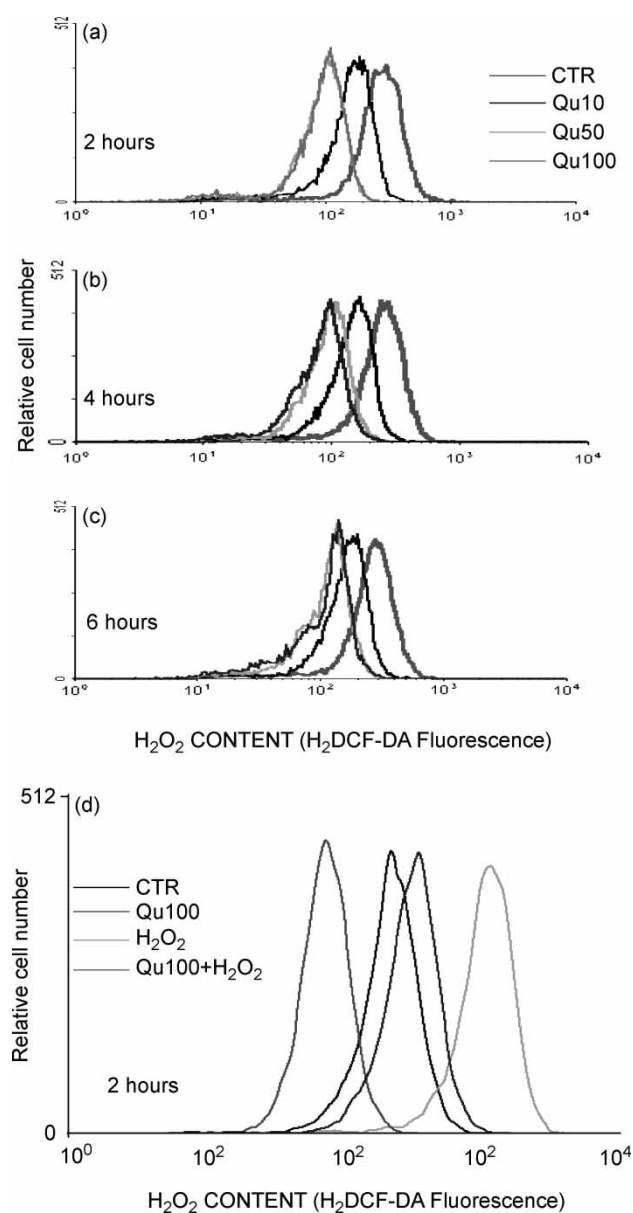 (a)
512
CTR
Qu10
Qu50
Qu100
2 hours
0
10⁰ 10¹ 10² 10³ 10⁴
(b)
512
4 hours
Relative cell number
0
10⁰ 10¹ 10² 10³ 10⁴
(c)
512
6 hours
0
10⁰ 10¹ 10² 10³ 10⁴
H₂O₂ CONTENT (H₂DCF-DA Fluorescence)
(d)
512
CTR
Qu100
H₂O₂
Qu100+H₂O₂
Relative cell number
2 hours
0
10⁰ 10² 10² 10² 10⁴
H₂O₂ CONTENT (H₂DCF-DA Fluorescence)